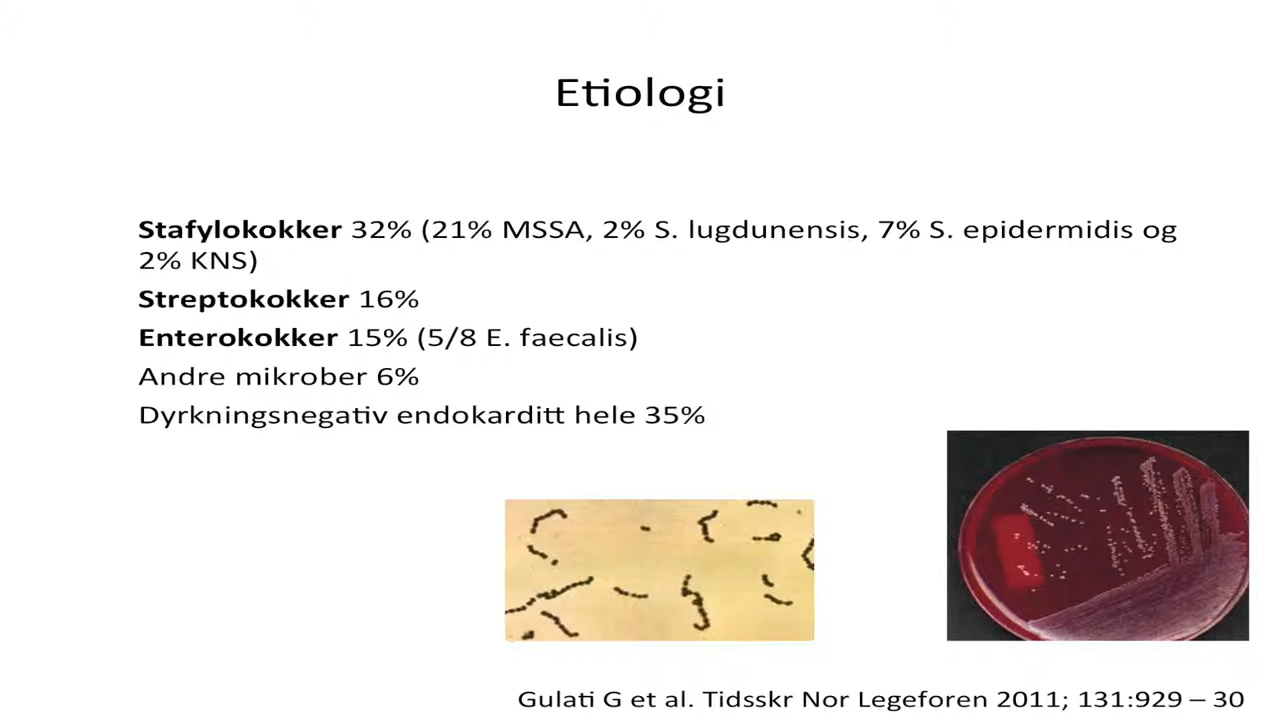 Etiologi
Stafylokokker 32% (21% MSSA, 2% S. lugdunensis, 7% S. epidermidis og
2% KNS)
Streptokokker 16%
Enterokokker 15% (5/8 E. faecalis)
Andre mikrober 6%
Dyrkningsnegativ endokarditt hele 35%
Gulati G et al. Tidsskr Nor Legeforen 2011; 131:929 – 30